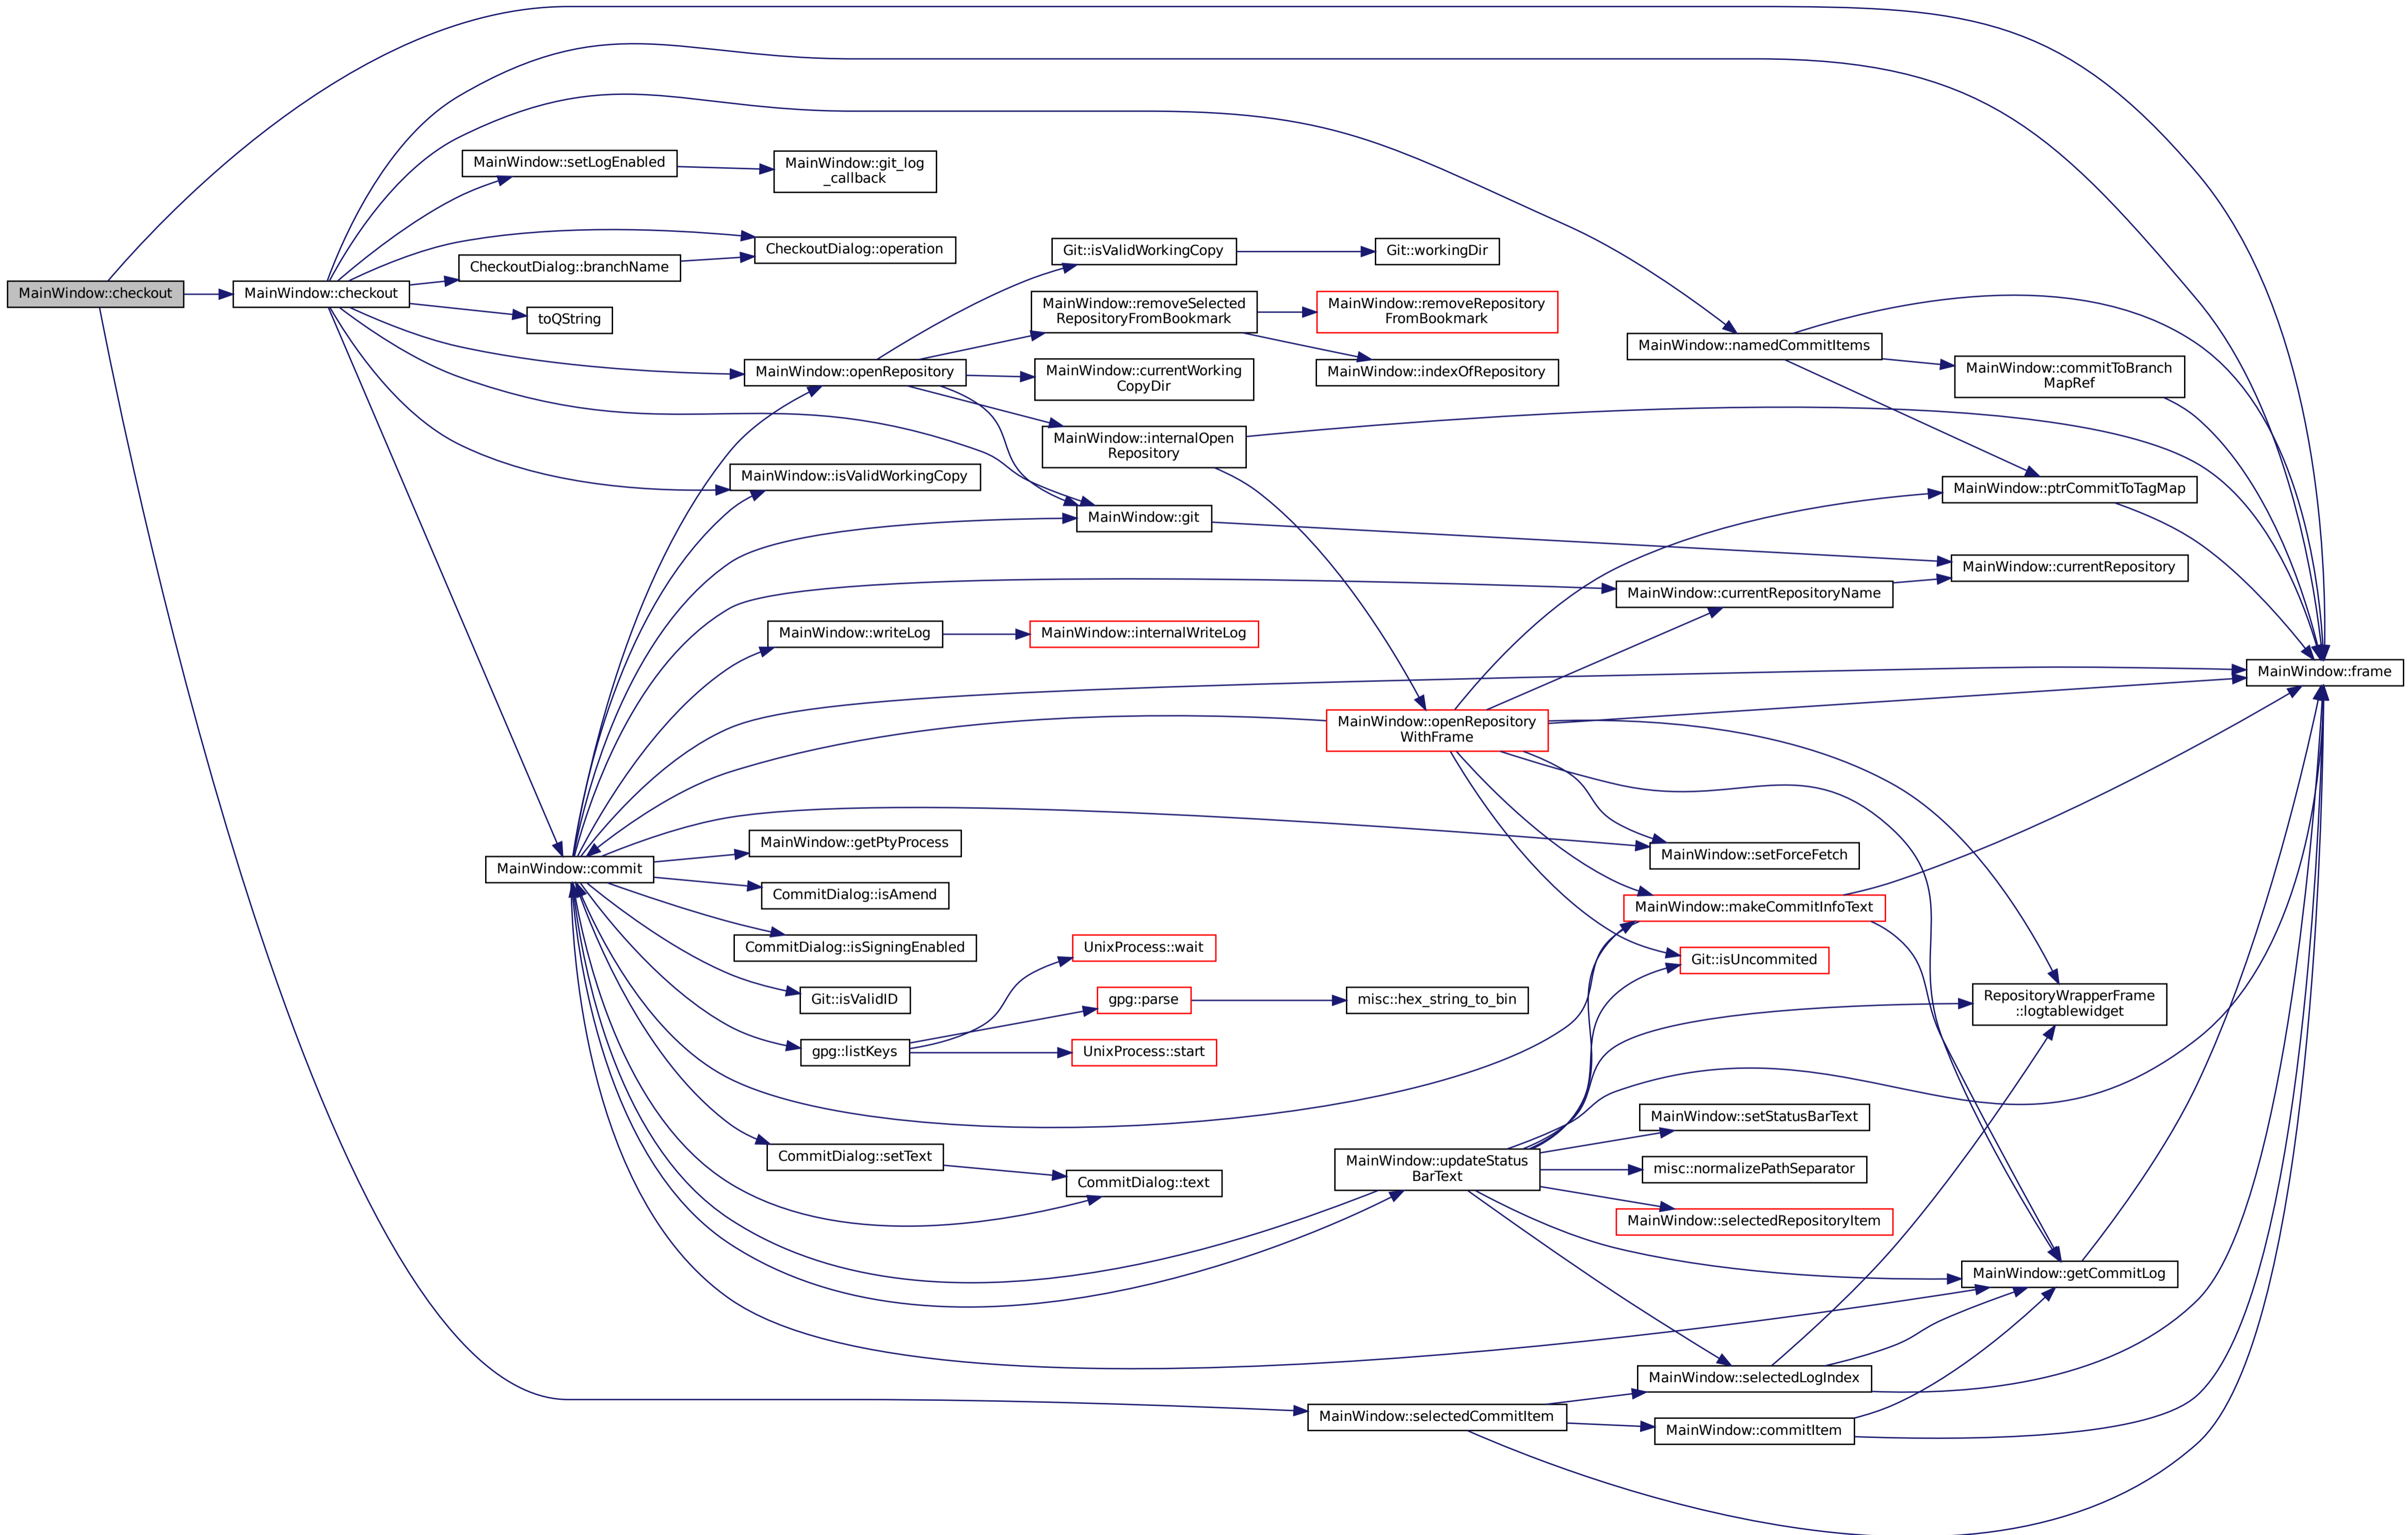 MainWindow::checkout
MainWindow::checkout
MainWindow::setLogEnabled
MainWindow::git_log
_callback
CheckoutDialog::operation
CheckoutDialog::branchName
toQString
MainWindow::openRepository
MainWindow::isValidWorkingCopy
Git::isValidWorkingCopy
Git::workingDir
MainWindow::removeSelected
RepositoryFromBookmark
MainWindow::removeRepository
FromBookmark
MainWindow::indexOfRepository
MainWindow::currentWorking
CopyDir
MainWindow::internalOpen
Repository
MainWindow::git
MainWindow::namedCommitItems
MainWindow::commitToBranch
MapRef
MainWindow::ptrCommitToTagMap
MainWindow::currentRepository
MainWindow::currentRepositoryName
MainWindow::writeLog
MainWindow::internalWriteLog
MainWindow::frame
MainWindow::openRepository
WithFrame
MainWindow::commit
MainWindow::getPtyProcess
CommitDialog::isAmend
CommitDialog::isSigningEnabled
Git::isValidID
gpg::listKeys
UnixProcess::wait
gpg::parse
misc::hex_string_to_bin
UnixProcess::start
MainWindow::setForceFetch
MainWindow::makeCommitInfoText
Git::isUncommited
RepositoryWrapperFrame
::logtablewidget
CommitDialog::setText
CommitDialog::text
MainWindow::updateStatus
BarText
MainWindow::setStatusBarText
misc::normalizePathSeparator
MainWindow::selectedRepositoryItem
MainWindow::getCommitLog
MainWindow::selectedLogIndex
MainWindow::selectedCommitItem
MainWindow::commitItem